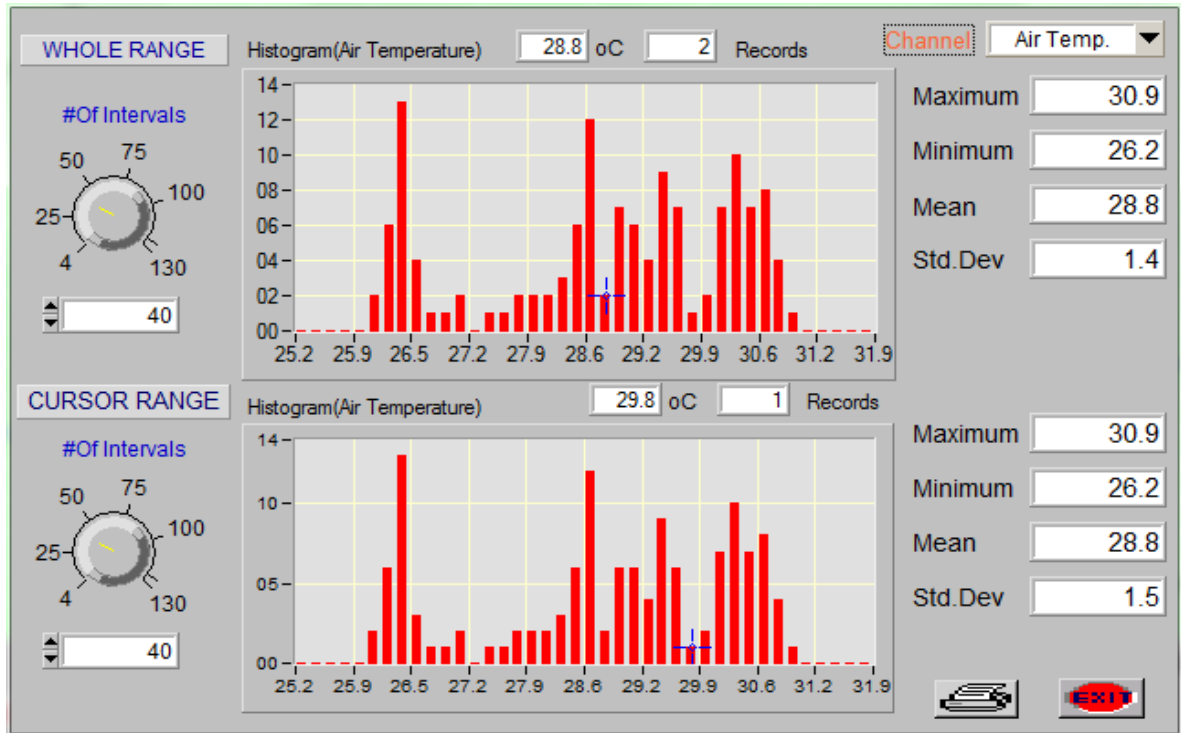 WHOLE RANGE
Histogram(Air Temperature) 28.8 oC 2 Records
Channel Air Temp.
#Of Intervals
4 25 50 75 100 130
40
14
12
10
08
06
04
02
00
25.2 25.9 26.5 27.2 27.9 28.6 29.2 29.9 30.6 31.2 31.9
Maximum 30.9
Minimum 26.2
Mean 28.8
Std.Dev 1.4
CURSOR RANGE
Histogram(Air Temperature) 29.8 oC 1 Records
#Of Intervals
4 25 50 75 100 130
40
14
10
05
00
25.2 25.9 26.5 27.2 27.9 28.6 29.2 29.9 30.6 31.2 31.9
Maximum 30.9
Minimum 26.2
Mean 28.8
Std.Dev 1.5
EXIT